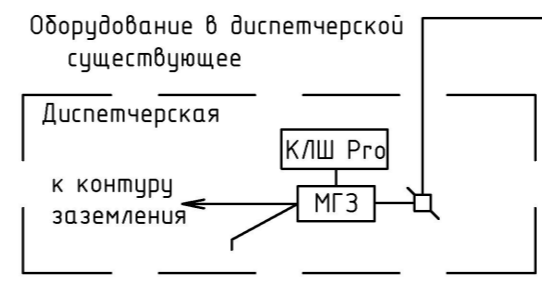 Оборудование в диспетчерской
существующее
Диспетчерская
КЛШ Pro
к контуру
заземления
МГЗ